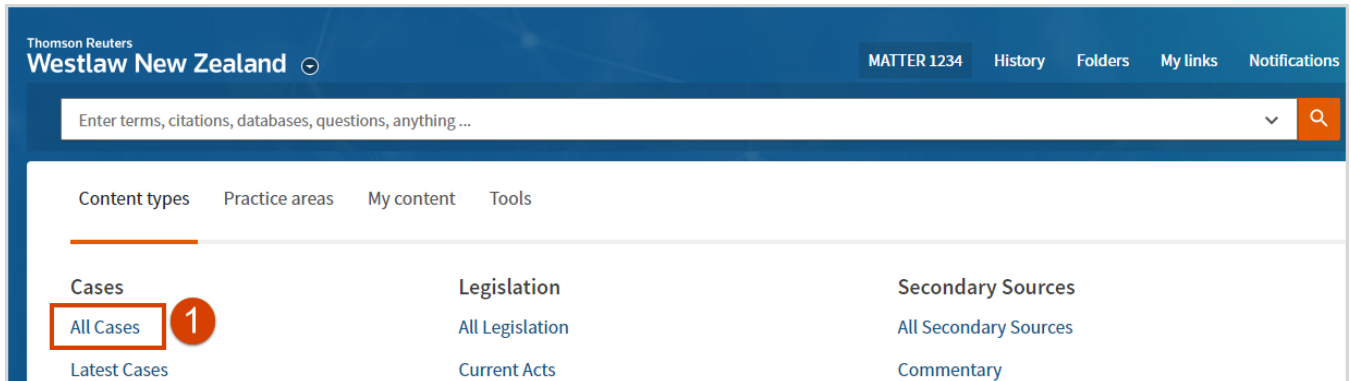 Thomson Reuters
Westlaw New Zealand
MATTER 1234 History Folders My links Notifications
Enter terms, citations, databases, questions, anything ...
Content types Practice areas My content Tools
Cases Legislation Secondary Sources
All Cases 1 All Legislation All Secondary Sources
Latest Cases Current Acts Commentary